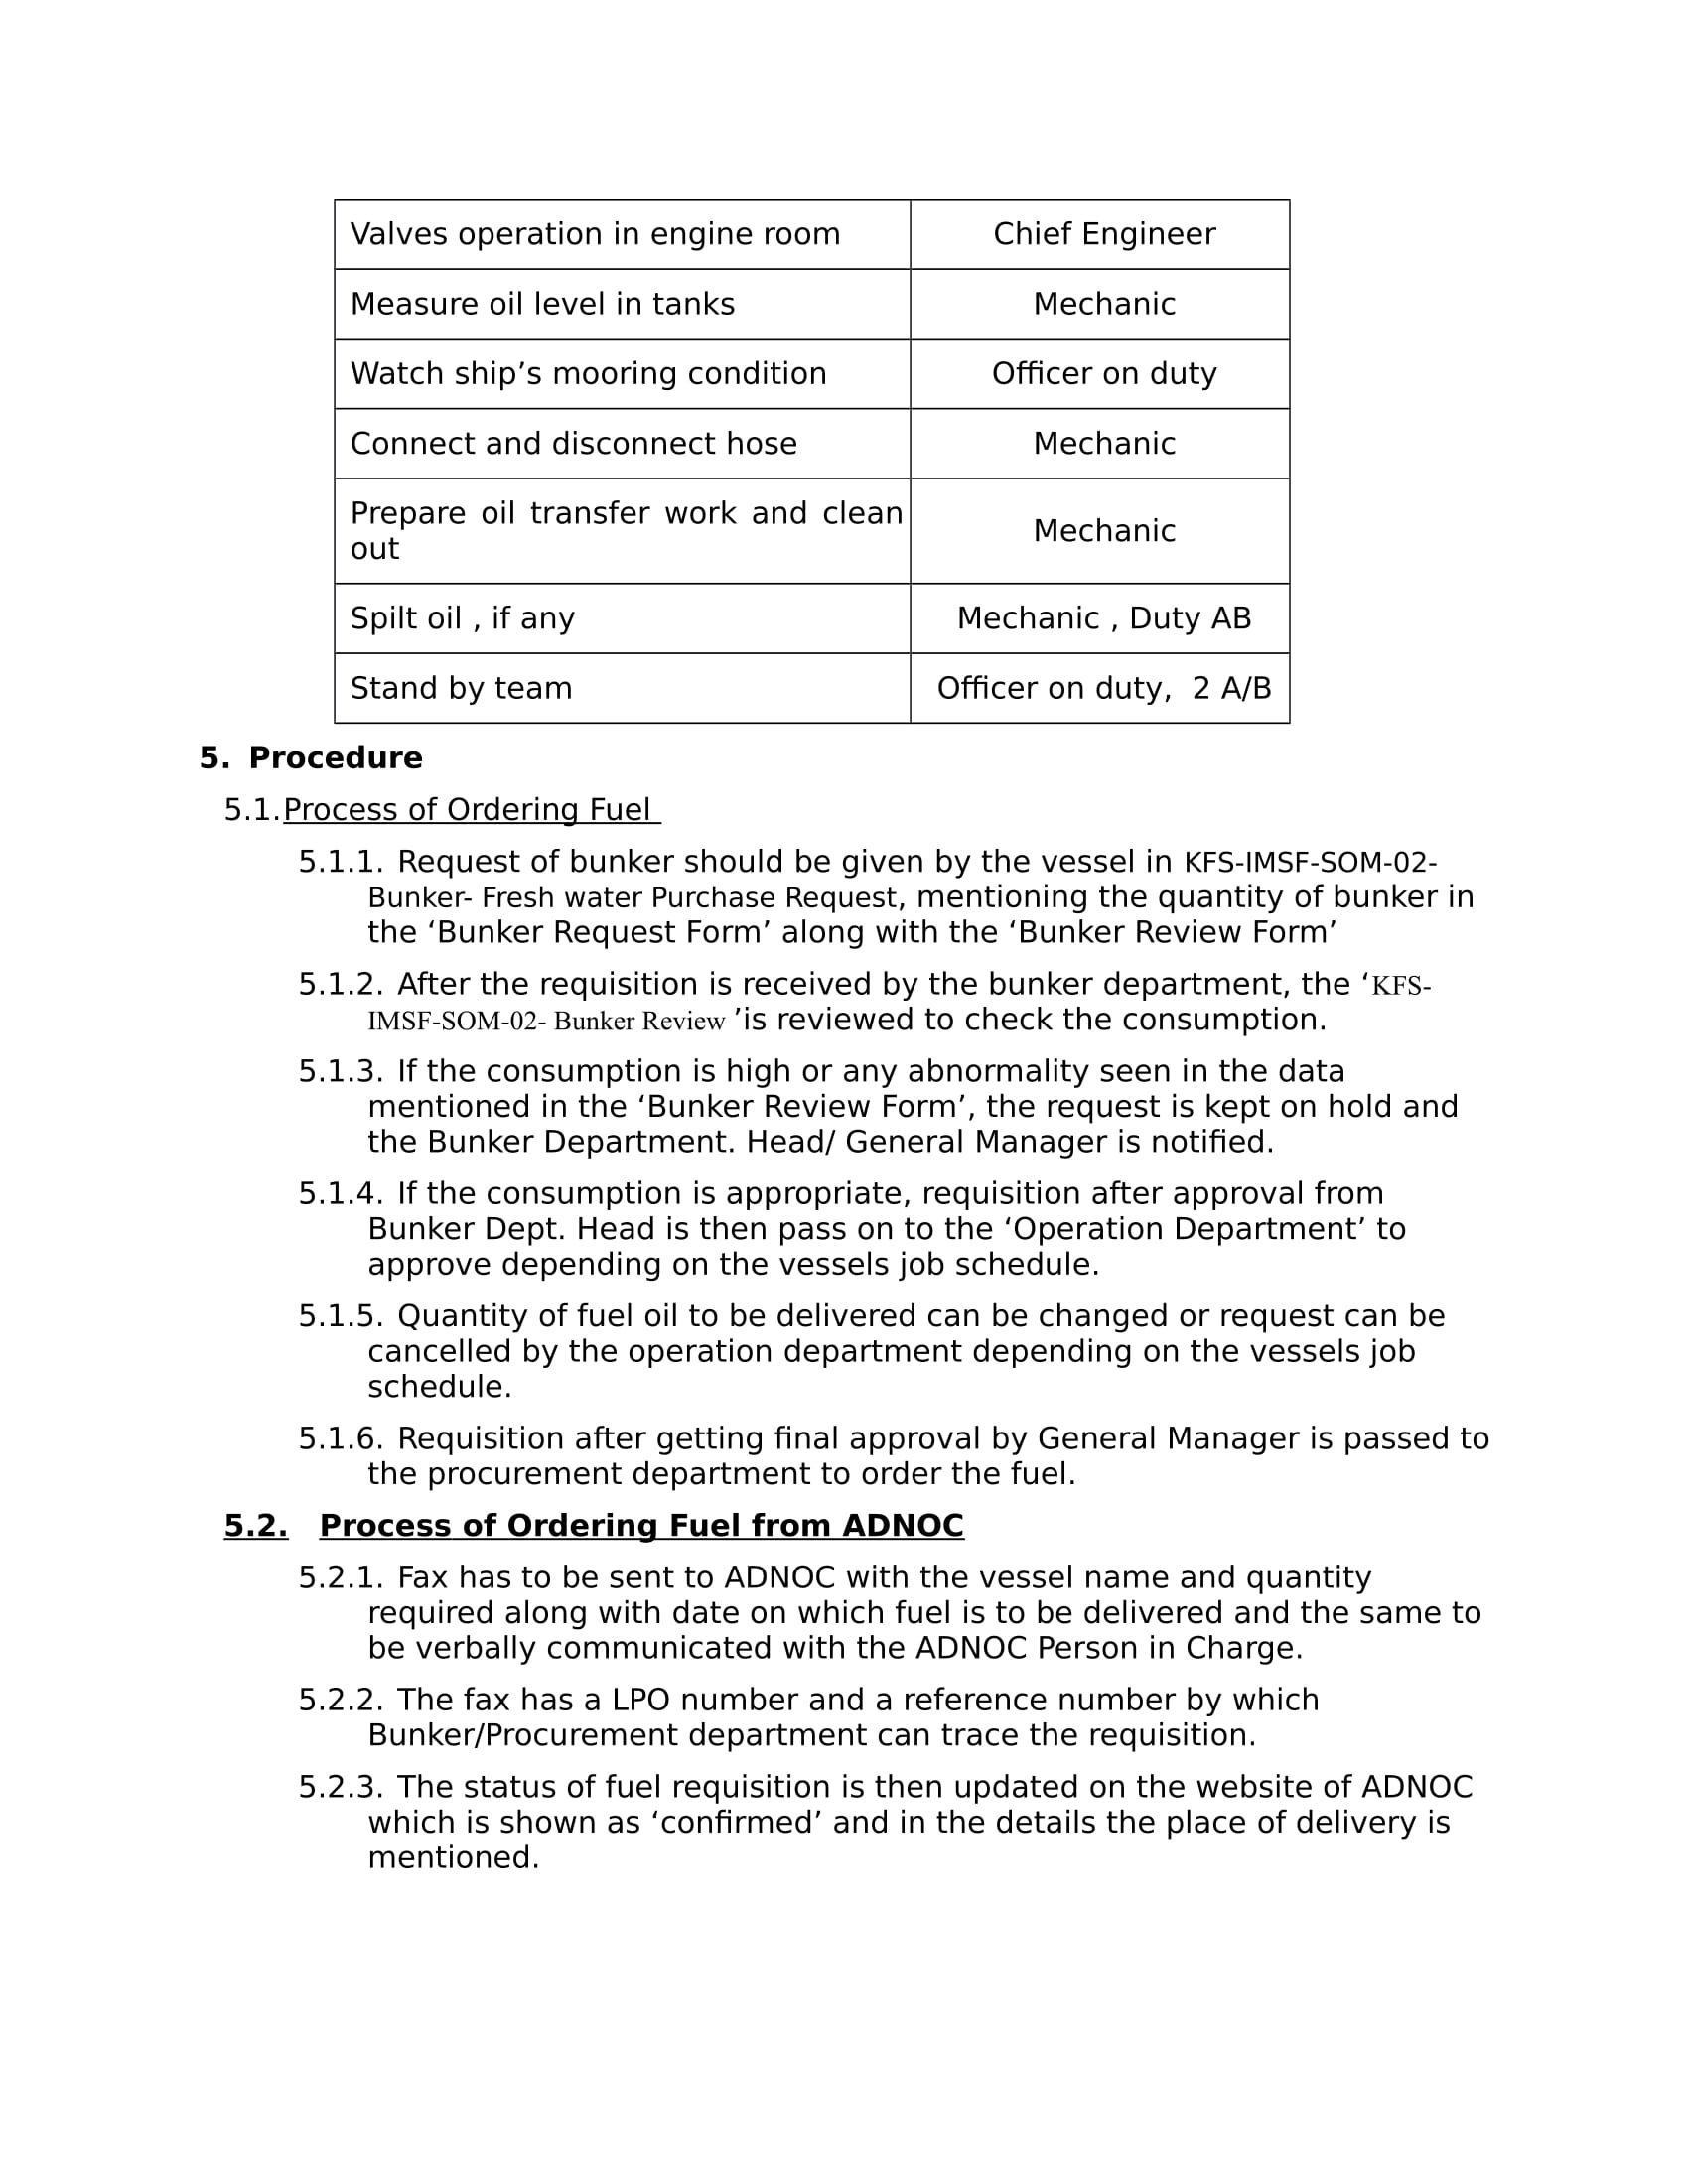 Valves operation in engine room Chief Engineer
Measure oil level in tanks Mechanic
Watch ship’s mooring condition Officer on duty
Connect and disconnect hose Mechanic
Prepare oil transfer work and clean
out Mechanic
Spilt oil , if any Mechanic , Duty AB
Stand by team Officer on duty,  2 A/B
5. Procedure
5.1.Process of Ordering Fuel
5.1.1. Request of bunker should be given by the vessel in KFS-IMSF-SOM-02-
Bunker- Fresh water Purchase Request, mentioning the quantity of bunker in
the ‘Bunker Request Form’ along with the ‘Bunker Review Form’
5.1.2. After the requisition is received by the bunker department, the ‘KFS-
IMSF-SOM-02- Bunker Review ’is reviewed to check the consumption.
5.1.3. If the consumption is high or any abnormality seen in the data
mentioned in the ‘Bunker Review Form’, the request is kept on hold and
the Bunker Department. Head/ General Manager is notified.
5.1.4. If the consumption is appropriate, requisition after approval from
Bunker Dept. Head is then pass on to the ‘Operation Department’ to
approve depending on the vessels job schedule.
5.1.5. Quantity of fuel oil to be delivered can be changed or request can be
cancelled by the operation department depending on the vessels job
schedule.
5.1.6. Requisition after getting final approval by General Manager is passed to
the procurement department to order the fuel.
5.2. Process of Ordering Fuel from ADNOC
5.2.1. Fax has to be sent to ADNOC with the vessel name and quantity
required along with date on which fuel is to be delivered and the same to
be verbally communicated with the ADNOC Person in Charge.
5.2.2. The fax has a LPO number and a reference number by which
Bunker/Procurement department can trace the requisition.
5.2.3. The status of fuel requisition is then updated on the website of ADNOC
which is shown as ‘confirmed’ and in the details the place of delivery is
mentioned.